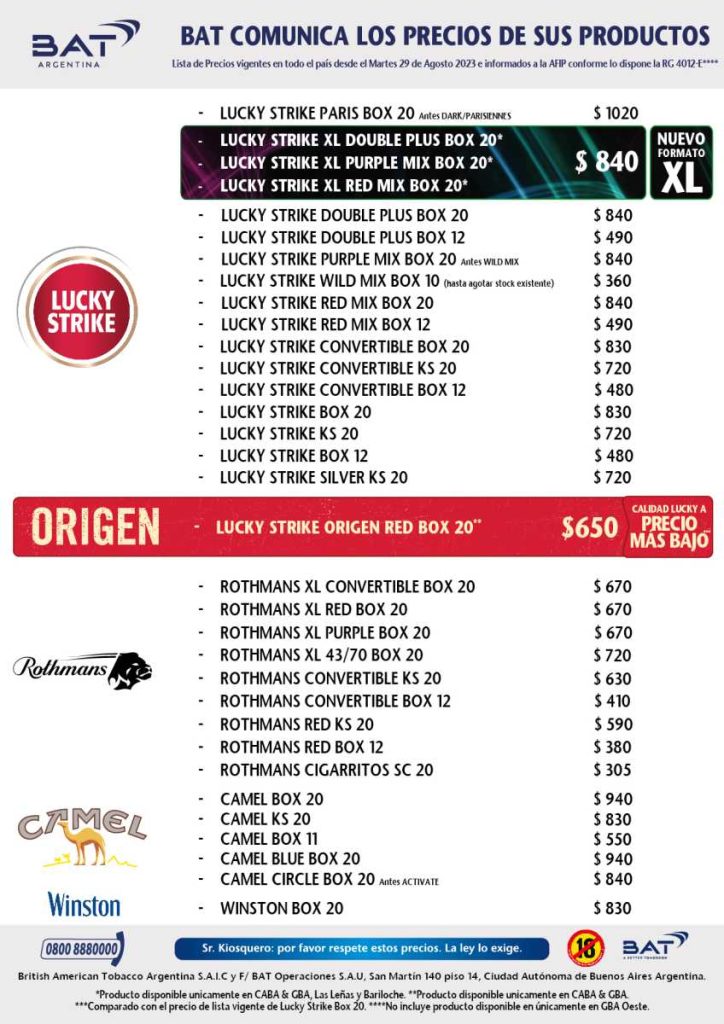 BAT
ARGENTINA
BAT COMUNICA LOS PRECIOS DE SUS PRODUCTOS
Lista de Precios vigentes en todo el país desde el Martes 29 de Agosto 2023 e informados a la AFIP conforme lo dispone la RG 4012-E****
- LUCKY STRIKE PARIS BOX 20 Antes DARK/PARISIENNES $ 1020
- LUCKY STRIKE XL DOUBLE PLUS BOX 20*
- LUCKY STRIKE XL PURPLE MIX BOX 20*
- LUCKY STRIKE XL RED MIX BOX 20*
$ 840
NUEVO
FORMATO
XL
LUCKY
STRIKE
- LUCKY STRIKE DOUBLE PLUS BOX 20 $ 840
- LUCKY STRIKE DOUBLE PLUS BOX 12 $ 490
- LUCKY STRIKE PURPLE MIX BOX 20 Antes WILD MIX $ 840
- LUCKY STRIKE WILD MIX BOX 10 (hasta agotar stock existente) $ 360
- LUCKY STRIKE RED MIX BOX 20 $ 840
- LUCKY STRIKE RED MIX BOX 12 $ 490
- LUCKY STRIKE CONVERTIBLE BOX 20 $ 830
- LUCKY STRIKE CONVERTIBLE KS 20 $ 720
- LUCKY STRIKE CONVERTIBLE BOX 12 $ 480
- LUCKY STRIKE BOX 20 $ 830
- LUCKY STRIKE KS 20 $ 720
- LUCKY STRIKE BOX 12 $ 480
- LUCKY STRIKE SILVER KS 20 $ 720
ORIGEN
- LUCKY STRIKE ORIGEN RED BOX 20** $650
CALIDAD LUCKY A
PRECIO
MÁS BAJO***
Rothmans
- ROTHMANS XL CONVERTIBLE BOX 20 $ 670
- ROTHMANS XL RED BOX 20 $ 670
- ROTHMANS XL PURPLE BOX 20 $ 670
- ROTHMANS XL 43/70 BOX 20 $ 720
- ROTHMANS CONVERTIBLE KS 20 $ 630
- ROTHMANS CONVERTIBLE BOX 12 $ 410
- ROTHMANS RED KS 20 $ 590
- ROTHMANS RED BOX 12 $ 380
- ROTHMANS CIGARRITOS SC 20 $ 305
CAMEL
- CAMEL BOX 20 $ 940
- CAMEL KS 20 $ 830
- CAMEL BOX 11 $ 550
- CAMEL BLUE BOX 20 $ 940
- CAMEL CIRCLE BOX 20 Antes ACTIVATE $ 840
Winston
- WINSTON BOX 20 $ 830
0800 8880000
Sr. Kiosquero: por favor respete estos precios. La ley lo exige.
18
BAT
A BETTER TOMORROW
British American Tobacco Argentina S.A.I.C y F/ BAT Operaciones S.A.U, San Martín 140 piso 14, Ciudad Autónoma de Buenos Aires Argentina.
*Producto disponible unicamente en CABA & GBA, Las Leñas y Bariloche. **Producto disponible unicamente en CABA & GBA.
***Comparado con el precio de lista vigente de Lucky Strike Box 20. ****No incluye producto disponible en únicamente en GBA Oeste.